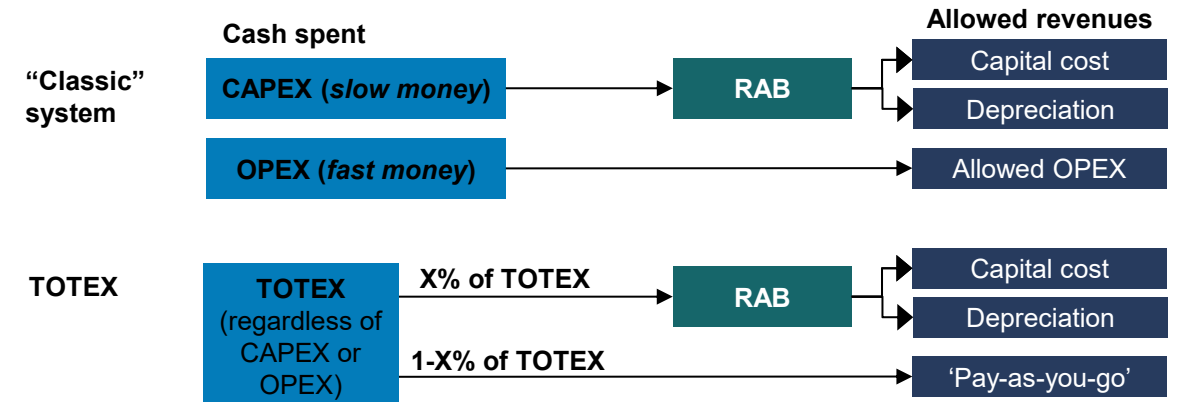 Cash spent
Allowed revenues
“Classic”
system
CAPEX (slow money)
RAB
Capital cost
Depreciation
OPEX (fast money)
Allowed OPEX
TOTEX
TOTEX
(regardless of
CAPEX or
OPEX)
X% of TOTEX
RAB
Capital cost
Depreciation
1-X% of TOTEX
‘Pay-as-you-go’